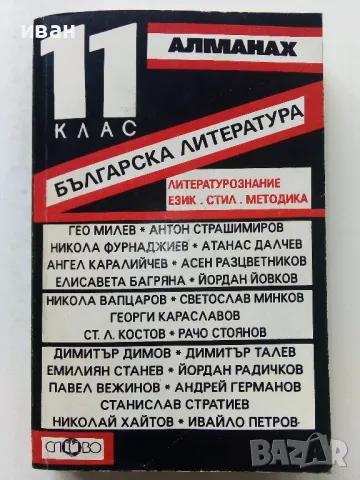 иван
11
КЛАС
АЛМАНАХ
БЪЛГАРСКА ЛИТЕРАТУРА
ЛИТЕРАТУРОЗНАНИЕ
ЕЗИК . СТИЛ . МЕТОДИКА
ГЕО МИЛЕВ * АНТОН СТРАШИМИРОВ
НИКОЛА ФУРНАДЖИЕВ * АТАНАС ДАЛЧЕВ
АНГЕЛ КАРАЛИЙЧЕВ * АСЕН РАЗЦВЕТНИКОВ
ЕЛИСАВЕТА БАГРЯНА * ЙОРДАН ЙОВКОВ
НИКОЛА ВАПЦАРОВ * СВЕТОСЛАВ МИНКОВ
ГЕОРГИ КАРАСЛАВОВ
СТ. Л. КОСТОВ * РАЧО СТОЯНОВ
ДИМИТЪР ДИМОВ * ДИМИТЪР ТАЛЕВ
ЕМИЛИЯН СТАНЕВ * ЙОРДАН РАДИЧКОВ
ПАВЕЛ ВЕЖИНОВ * АНДРЕЙ ГЕРМАНОВ
СТАНИСЛАВ СТРАТИЕВ
НИКОЛАЙ ХАЙТОВ * ИВАЙЛО ПЕТРОВ
СЛОВО
BAZAR